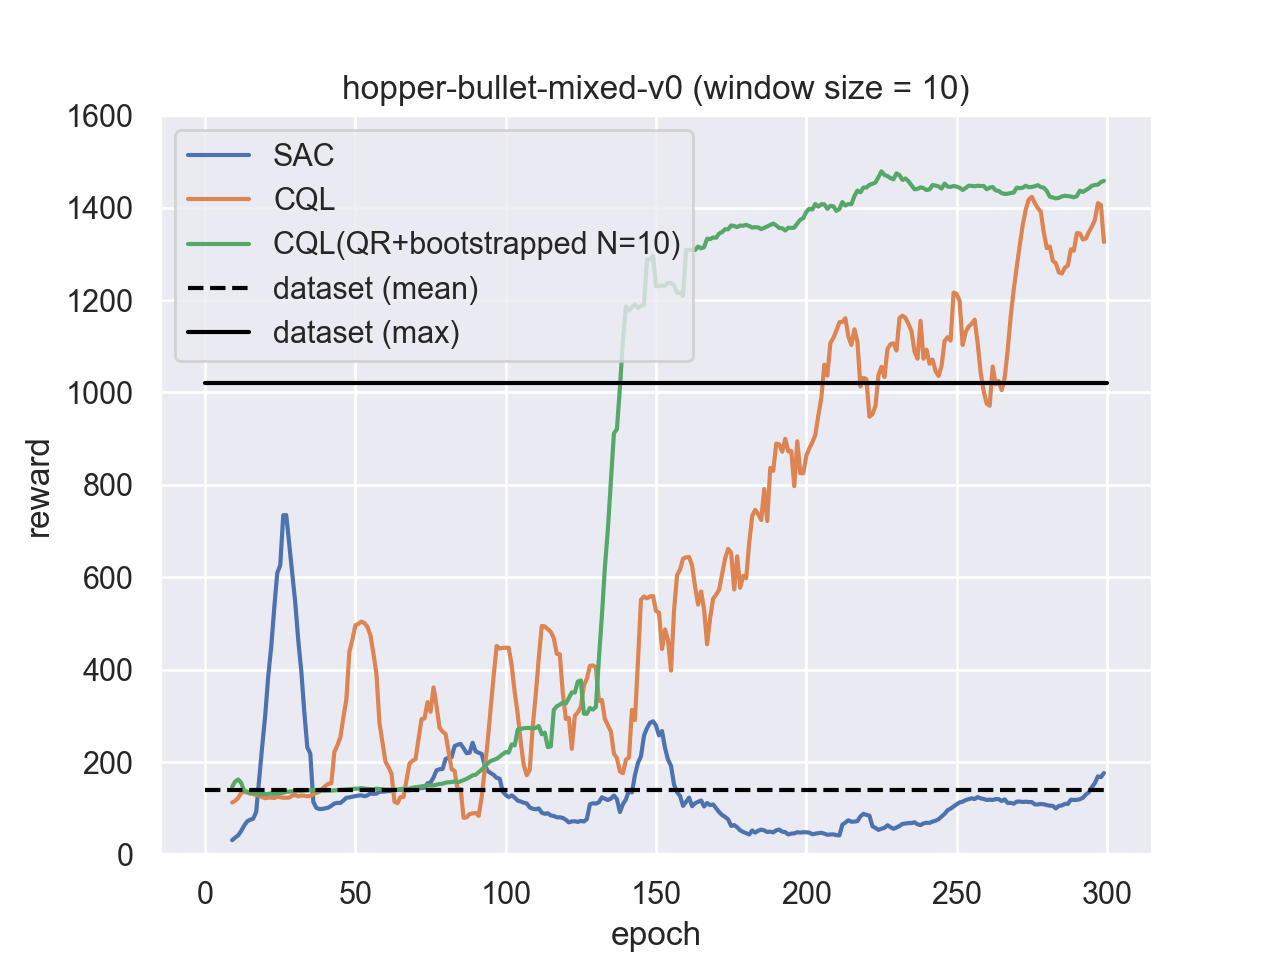 hopper-bullet-mixed-v0 (window size = 10)
1600
1400
1200
1000
800
600
400
200
0
reward
SAC
CQL
CQL(QR+bootstrapped N=10)
dataset (mean)
dataset (max)
0 50 100 150 200 250 300
epoch